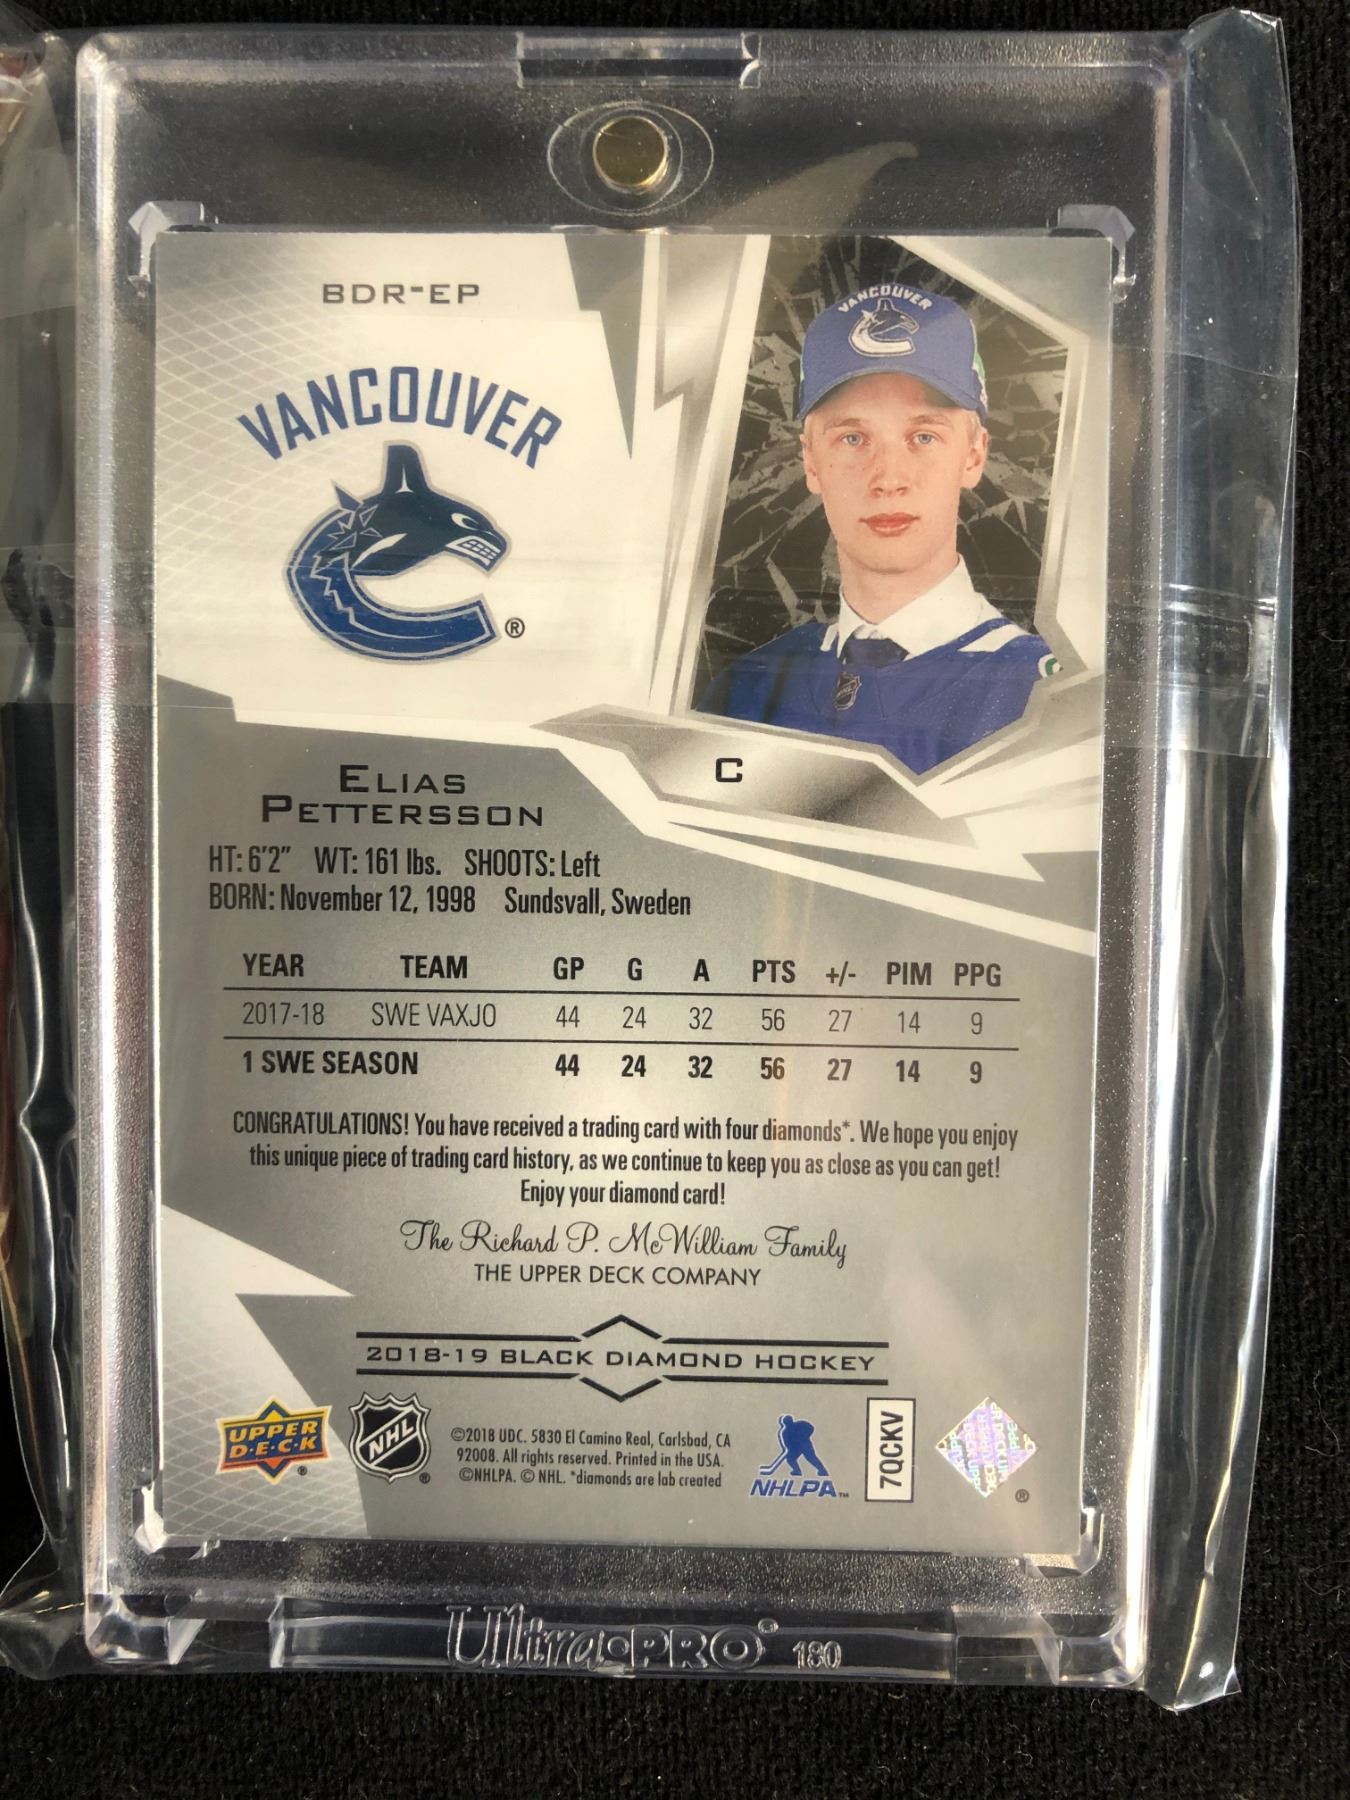 BDR-EP
VANCOUVER
®
VANCOUVER
C
ELIAS
PETTERSSON
HT: 6'2" WT: 161 lbs. SHOOTS: Left
BORN: November 12, 1998 Sundsvall, Sweden
YEAR TEAM GP G A PTS +/- PIM PPG
2017-18 SWE VAXJO 44 24 32 56 27 14 9
1 SWE SEASON 44 24 32 56 27 14 9
CONGRATULATIONS! You have received a trading card with four diamonds*. We hope you enjoy
this unique piece of trading card history, as we continue to keep you as close as you can get!
Enjoy your diamond card!
The Richard P. McWilliam Family
THE UPPER DECK COMPANY
2018-19 BLACK DIAMOND HOCKEY
UPPER
D·E·C·K
®
NHL
®
©2018 UDC. 5830 El Camino Real, Carlsbad, CA
92008. All rights reserved. Printed in the USA.
©NHLPA. © NHL. *diamonds are lab created
NHLPA™
7QCKV
®
Ultra·PRO® 180